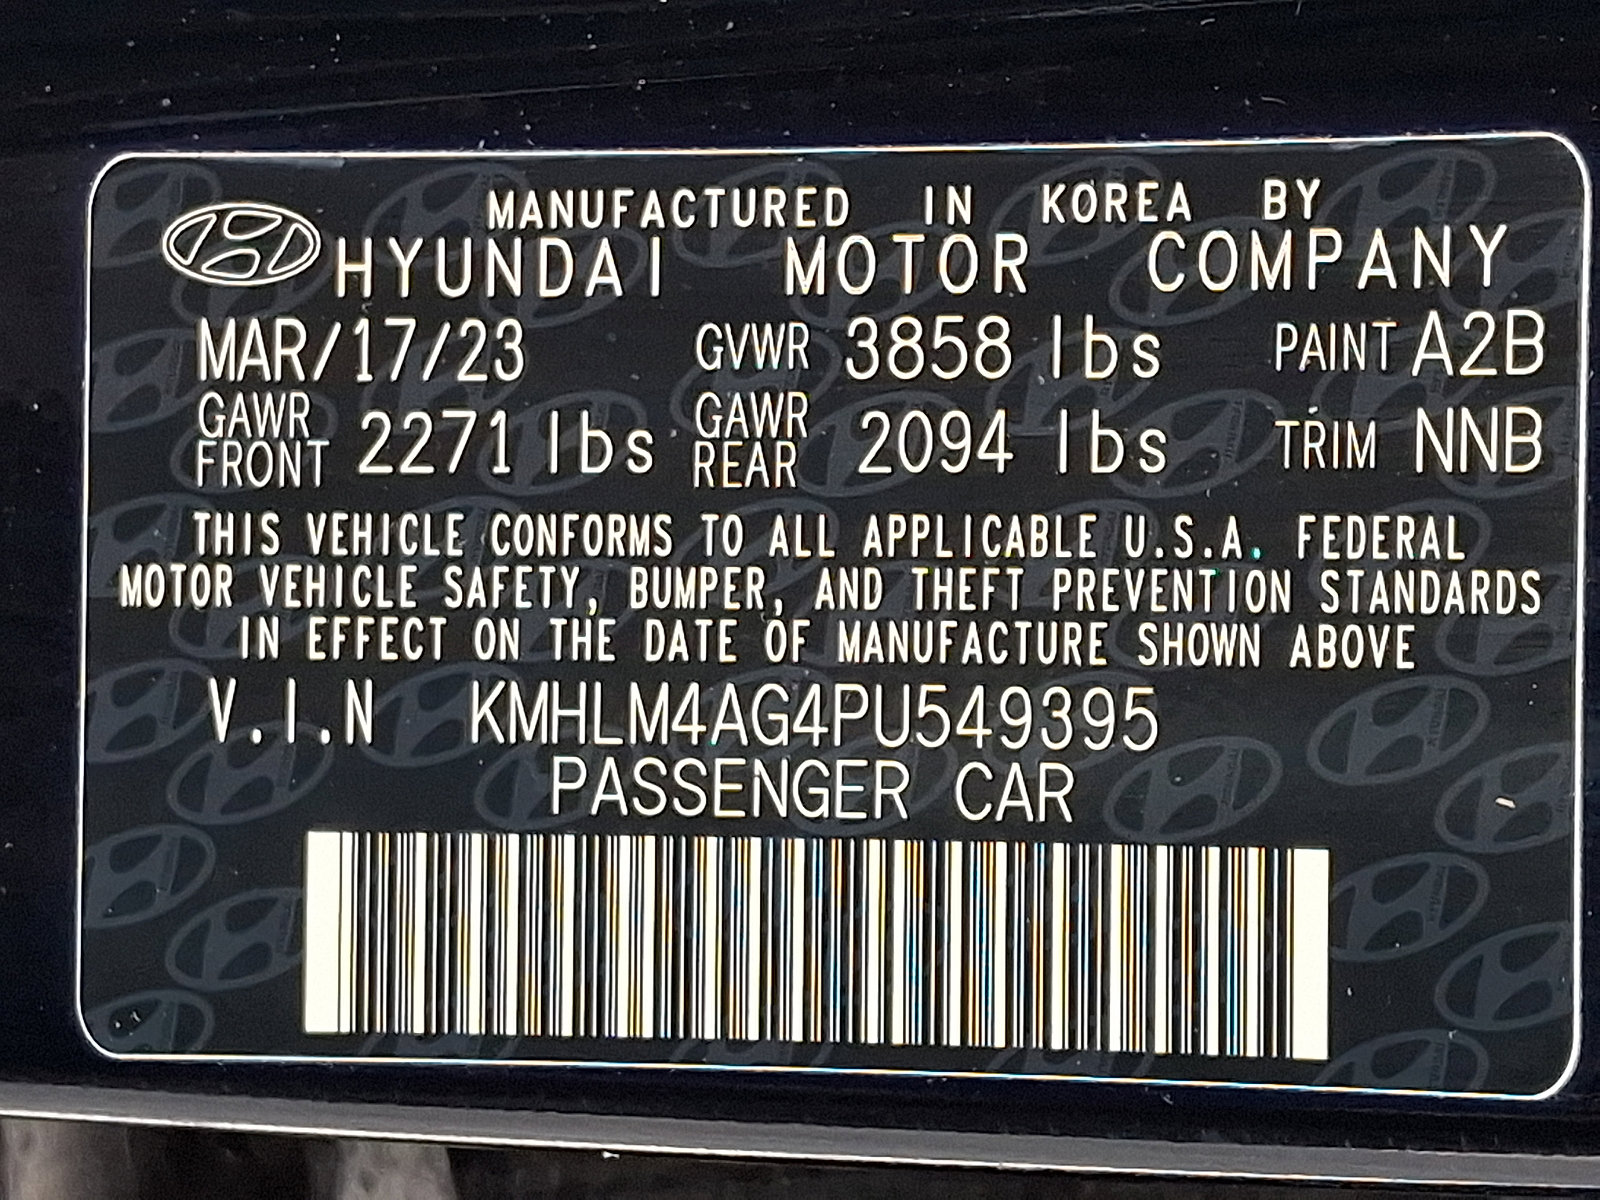 MANUFACTURED IN KOREA BY
HYUNDAI MOTOR COMPANY
MAR/17/23 GVWR 3858 lbs PAINT A2B
GAWR FRONT 2271 lbs GAWR REAR 2094 lbs TRIM NNB
THIS VEHICLE CONFORMS TO ALL APPLICABLE U.S.A. FEDERAL
MOTOR VEHICLE SAFETY, BUMPER, AND THEFT PREVENTION STANDARDS
IN EFFECT ON THE DATE OF MANUFACTURE SHOWN ABOVE
V.I.N KMHLM4AG4PU549395
PASSENGER CAR